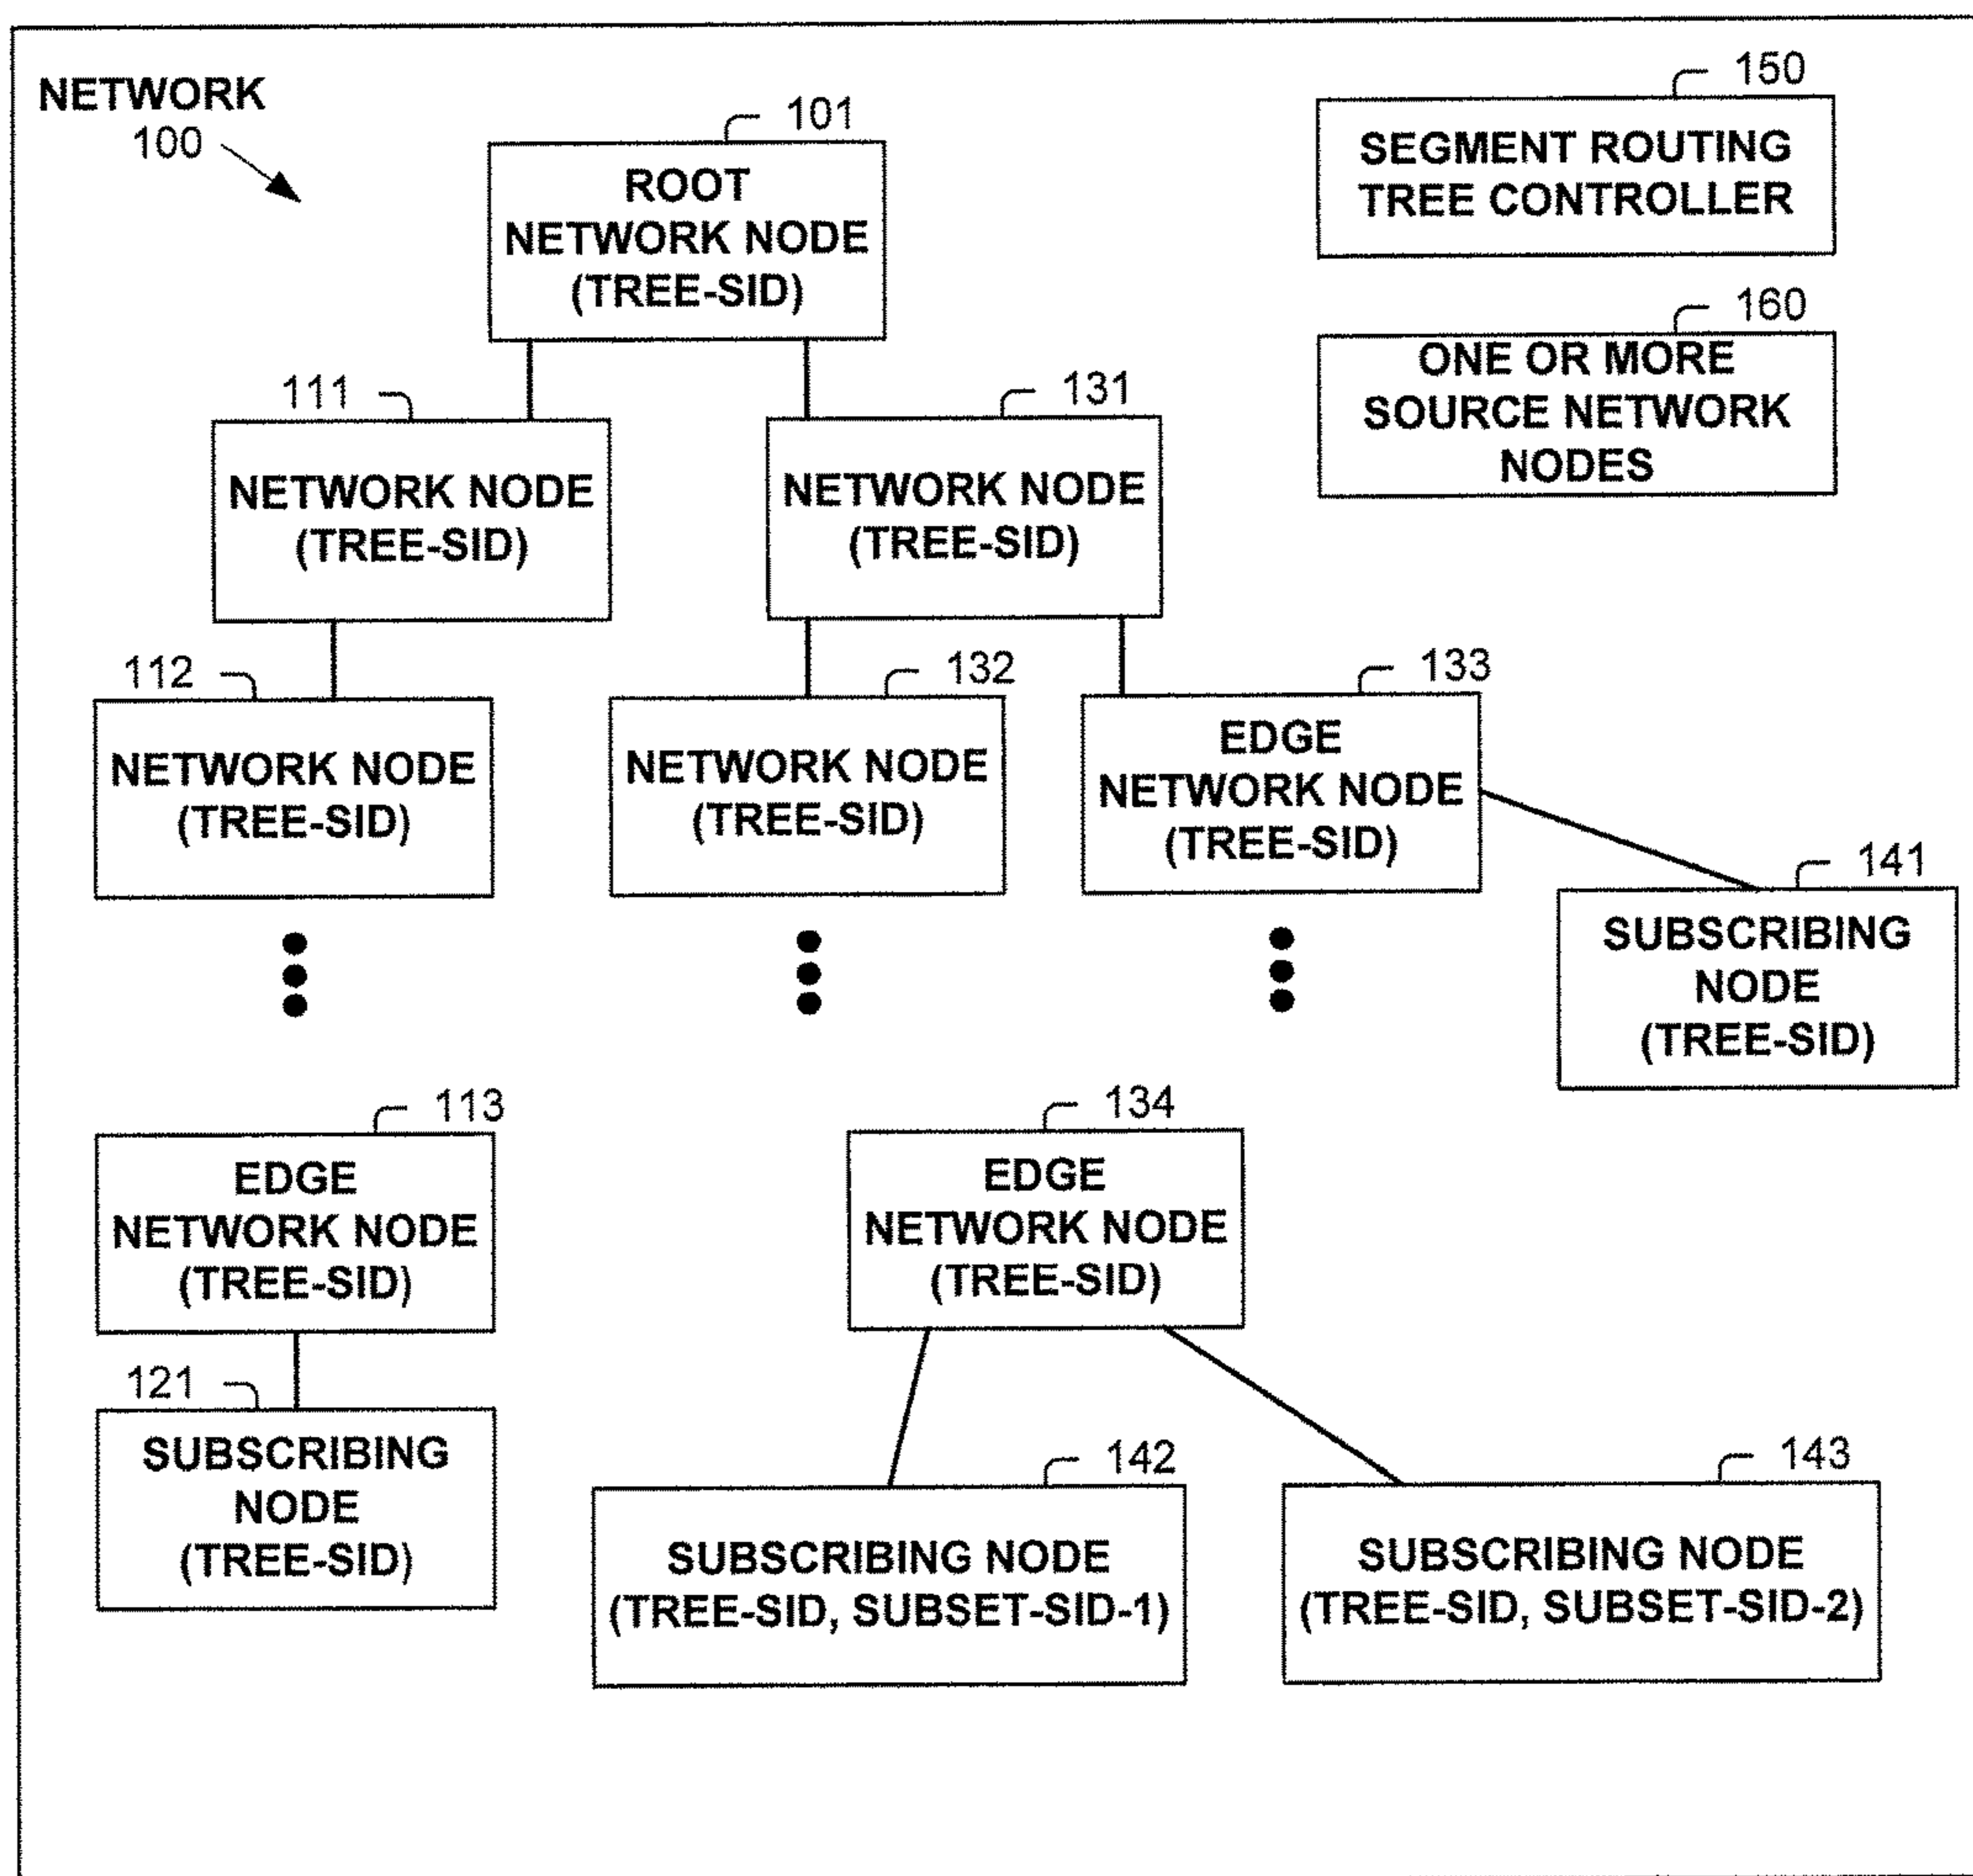 NETWORK
100
101
ROOT
NETWORK NODE
(TREE-SID)
150
SEGMENT ROUTING
TREE CONTROLLER
160
ONE OR MORE
SOURCE NETWORK
NODES
111
NETWORK NODE
(TREE-SID)
131
NETWORK NODE
(TREE-SID)
112
NETWORK NODE
(TREE-SID)
132
NETWORK NODE
(TREE-SID)
133
EDGE
NETWORK NODE
(TREE-SID)
141
SUBSCRIBING
NODE
(TREE-SID)
113
EDGE
NETWORK NODE
(TREE-SID)
134
EDGE
NETWORK NODE
(TREE-SID)
121
SUBSCRIBING
NODE
(TREE-SID)
142
SUBSCRIBING NODE
(TREE-SID, SUBSET-SID-1)
143
SUBSCRIBING NODE
(TREE-SID, SUBSET-SID-2)